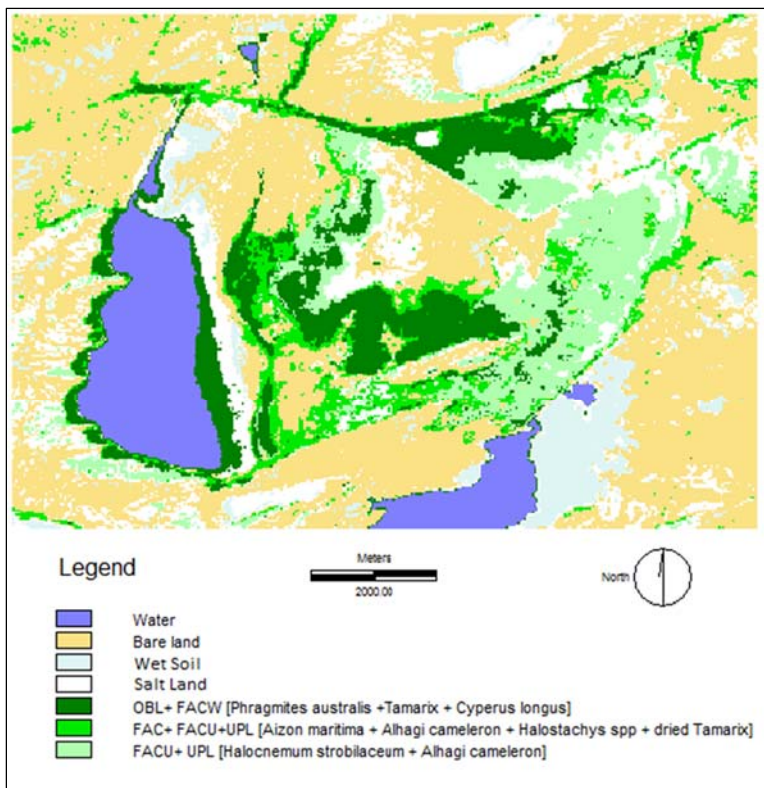 Legend
Meters
2000.00
North
Water
Bare land
Wet Soil
Salt Land
OBL+ FACW [Phragmites australis +Tamarix + Cyperus longus]
FAC+ FACU+UPL [Aizon maritima + Alhagi cameleron + Halostachys spp + dried Tamarix]
FACU+ UPL [Halocnemum strobilaceum + Alhagi cameleron]